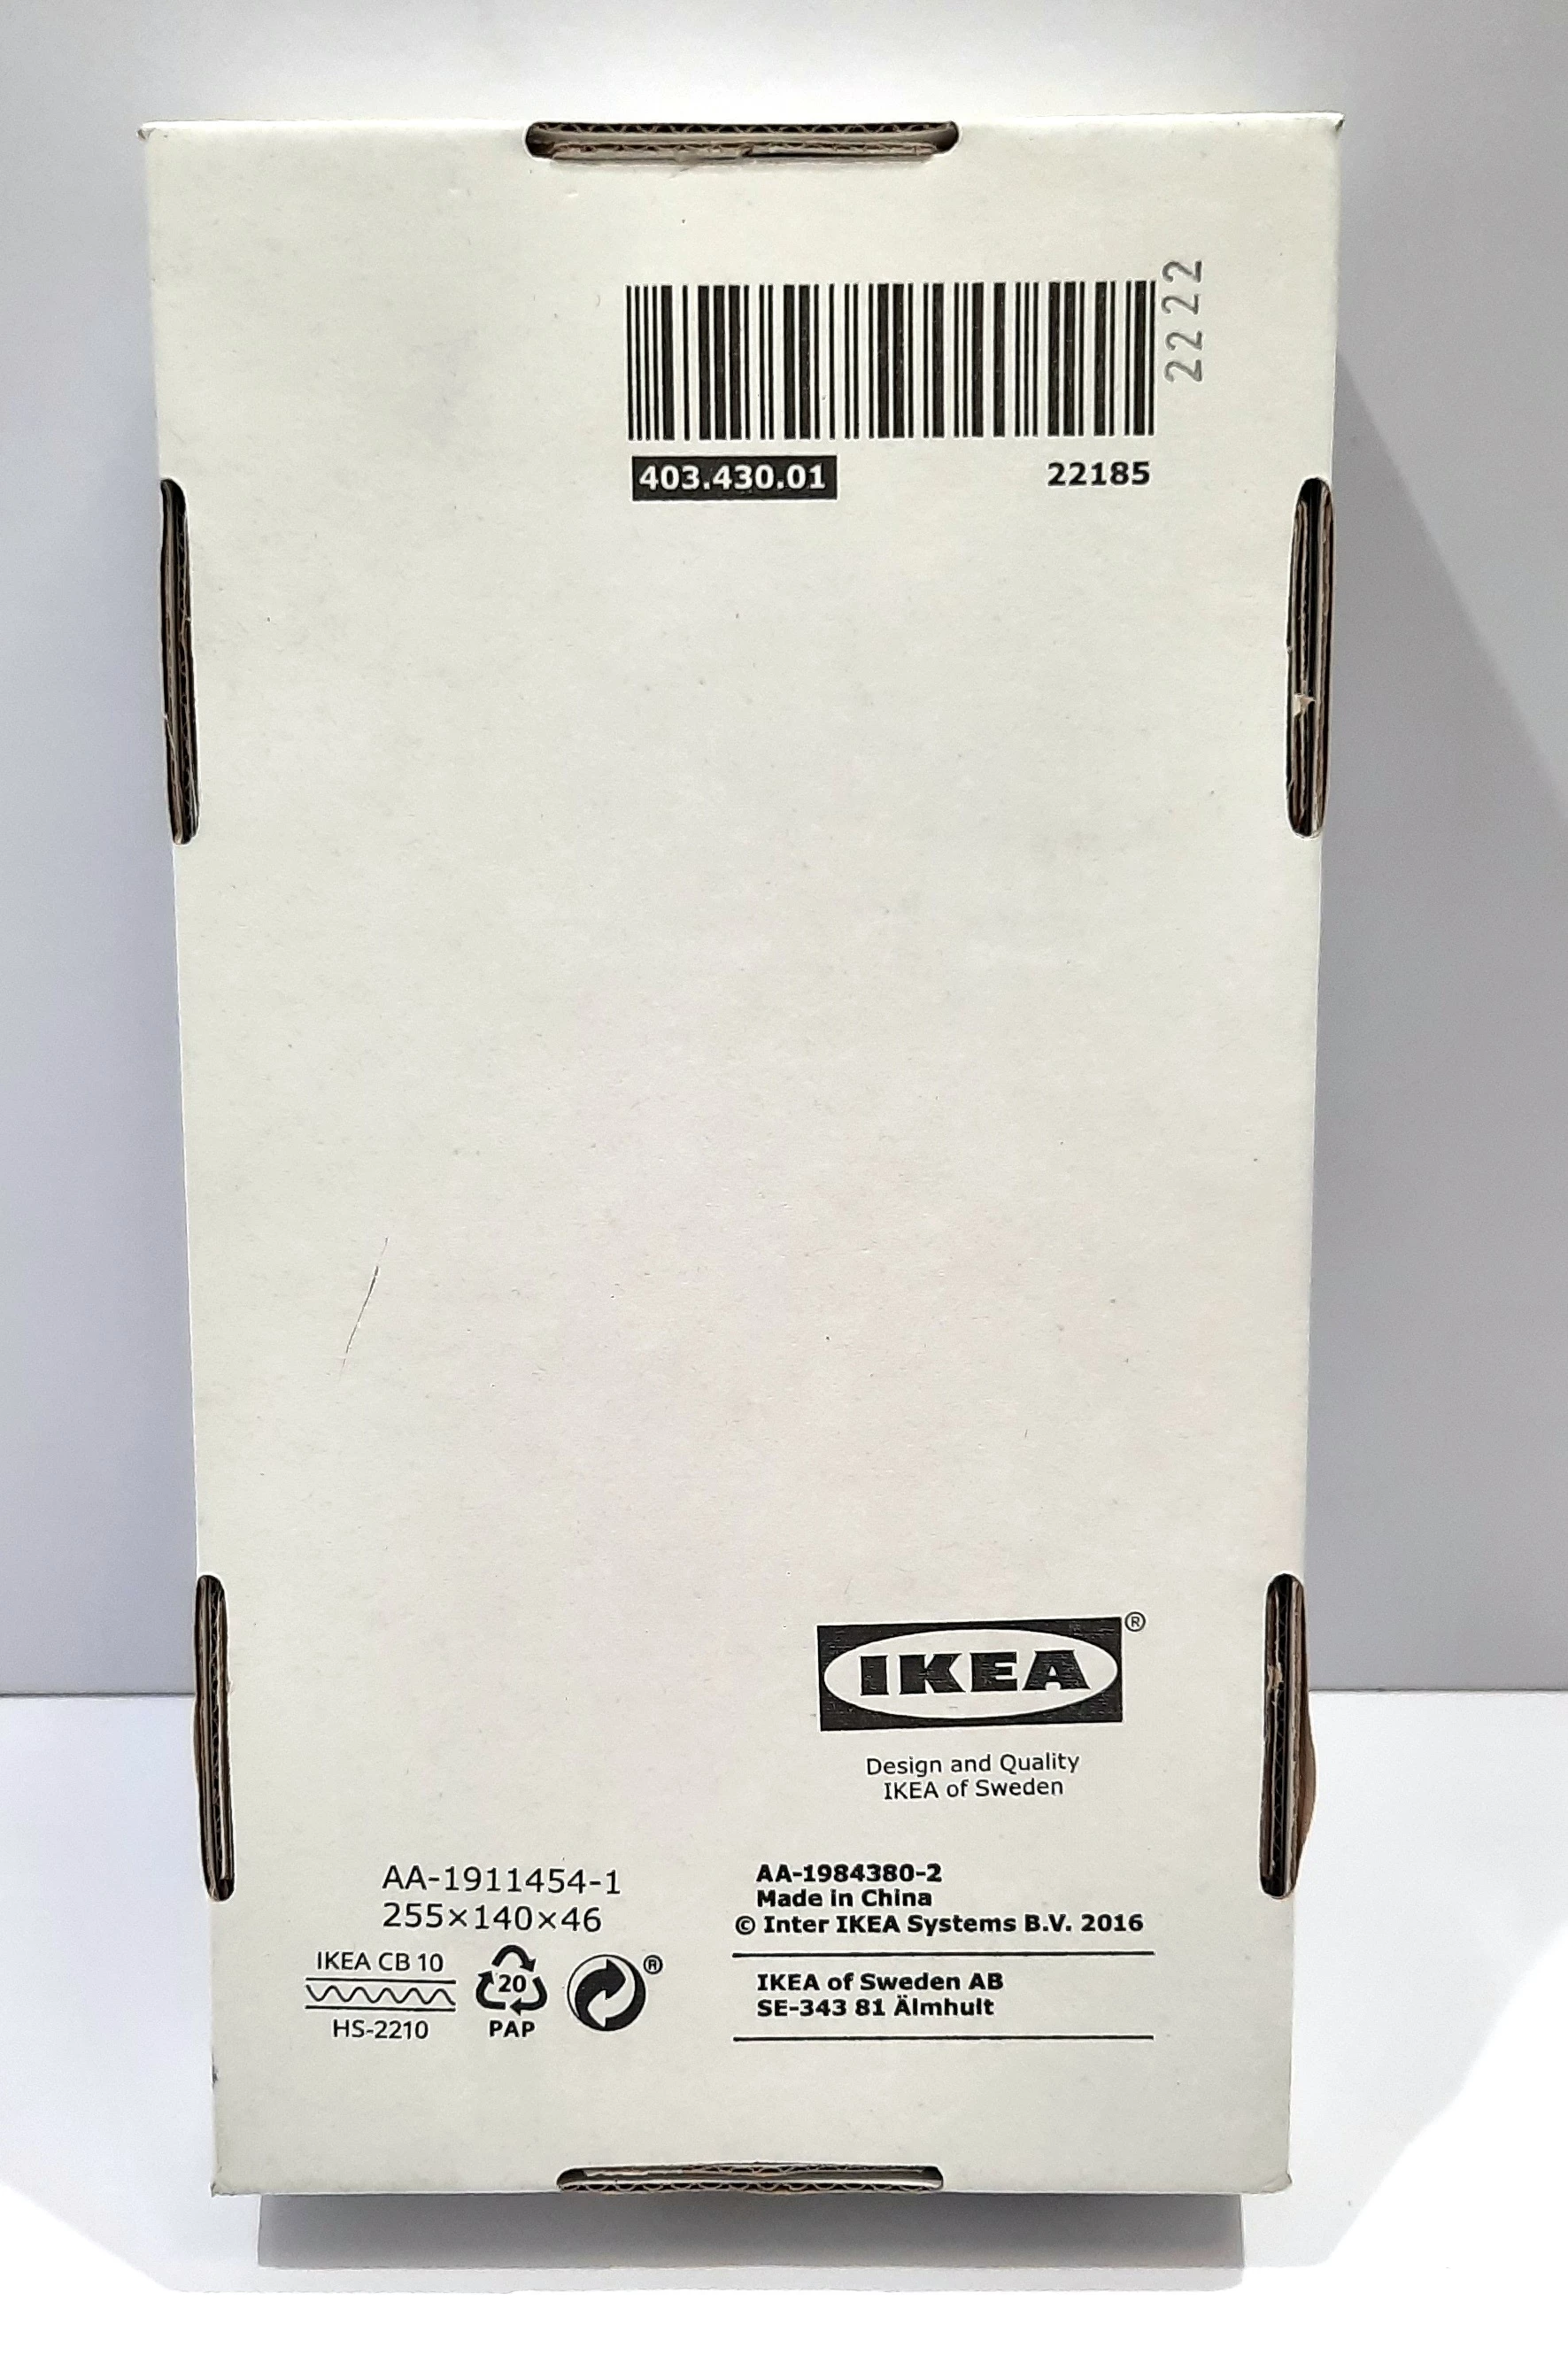 2222
403.430.01 22185
IKEA®
Design and Quality
IKEA of Sweden
AA-1911454-1
255×140×46
IKEA CB 10
HS-2210
20
PAP
®
AA-1984380-2
Made in China
© Inter IKEA Systems B.V. 2016
IKEA of Sweden AB
SE-343 81 Älmhult